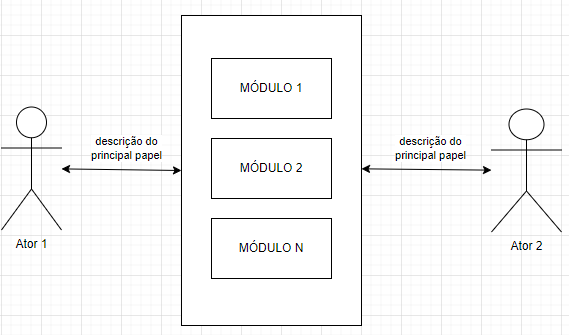 MÓDULO 1
descrição do
principal papel
descrição do
principal papel
MÓDULO 2
Ator 1
Ator 2
MÓDULO N